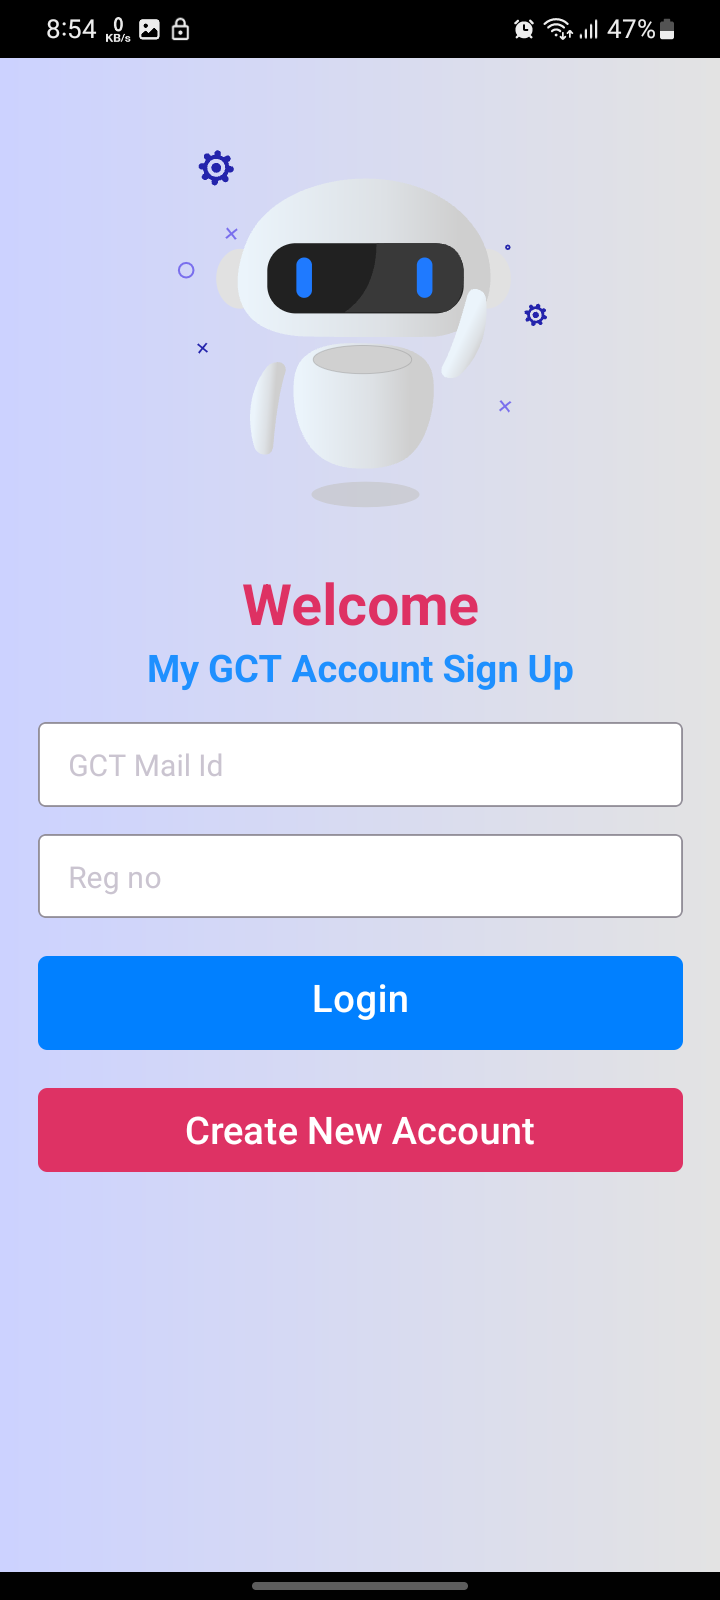 8:54 0 KB/s 47%
Welcome
My GCT Account Sign Up
GCT Mail Id
Reg no
Login
Create New Account